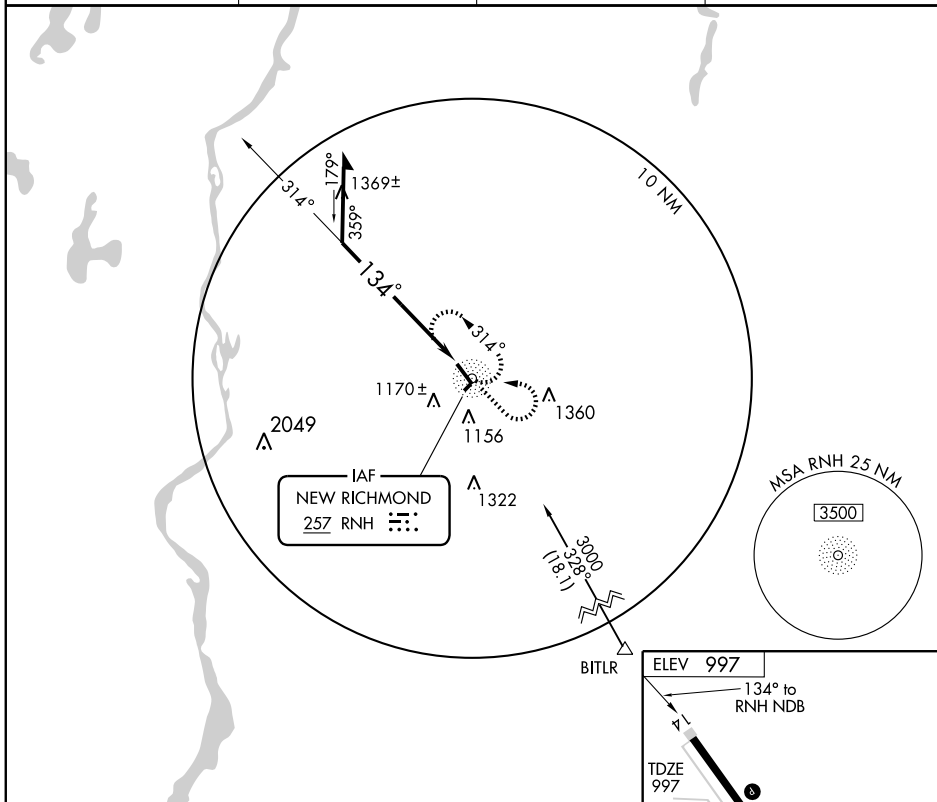 10 NM
314°
179°
1369±
359°
134°
314°
1170±
1360
1156
2049
1322
IAF
NEW RICHMOND
257 RNH
3000
328°
(18.1)
BITLR
MSA RNH 25 NM
3500
ELEV 997
134° to
RNH NDB
14
TDZE
997